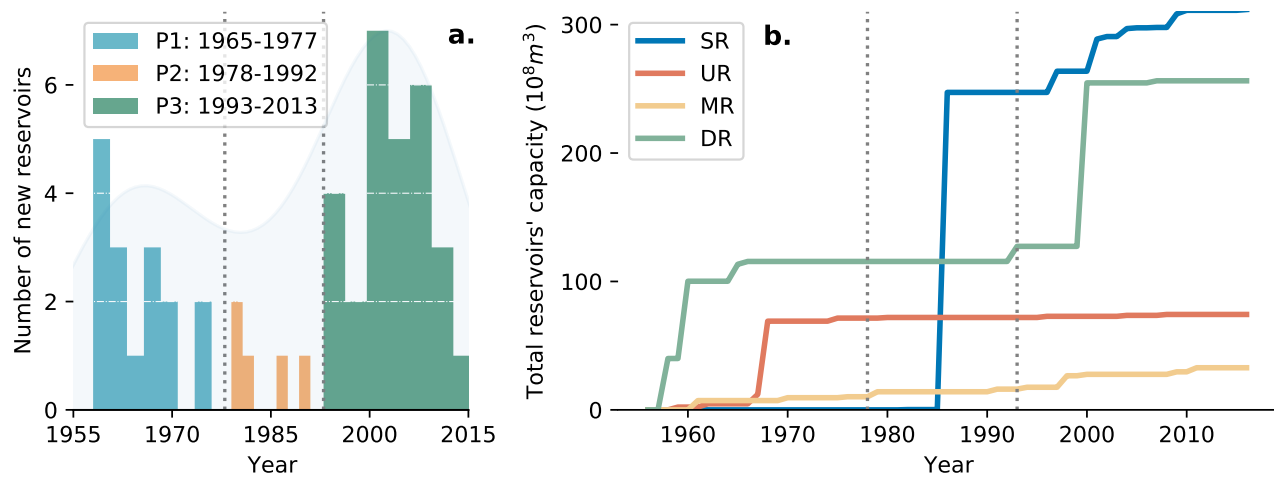 P1: 1965-1977
P2: 1978-1992
P3: 1993-2013
a.
Number of new reservoirs
0
2
4
6
1955
1970
1985
2000
2015
Year
SR
UR
MR
DR
b.
Total reservoirs' capacity (10⁸m³)
0
100
200
300
1960
1970
1980
1990
2000
2010
Year